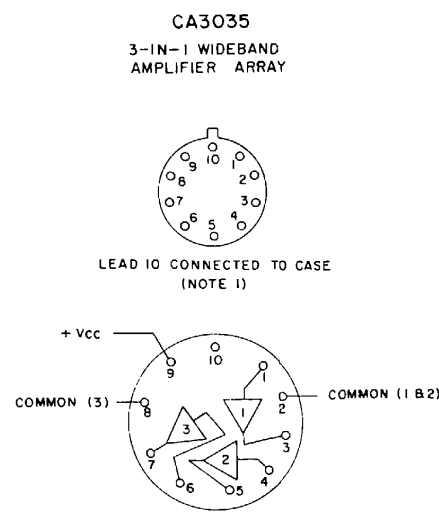 CA3035
3-IN-1 WIDEBAND
AMPLIFIER ARRAY
10
9 1
8 2
7 3
6 4
5
LEAD 10 CONNECTED TO CASE
(NOTE 1)
+ VCC
10
9 1
COMMON (3) 8 2 COMMON (1 & 2)
3 1
7 2 3
6 5 4